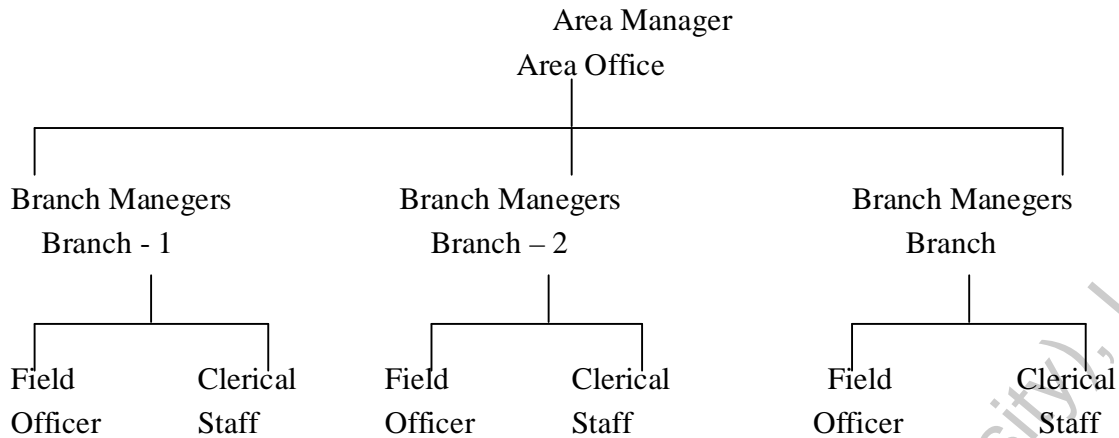 Area Manager
Area Office
Branch Manegers Branch Manegers Branch Manegers
Branch - 1 Branch – 2 Branch
Field Clerical Field Clerical Field Clerical
Officer Staff Officer Staff Officer Staff